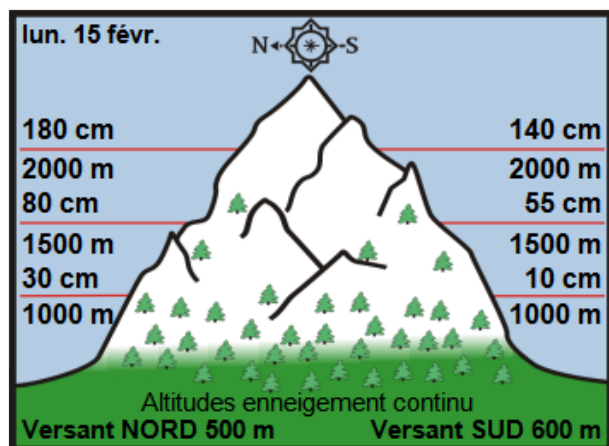 lun. 15 févr.
N S
180 cm 140 cm
2000 m 2000 m
80 cm 55 cm
1500 m 1500 m
30 cm 10 cm
1000 m 1000 m
Altitudes enneigement continu
Versant NORD 500 m Versant SUD 600 m